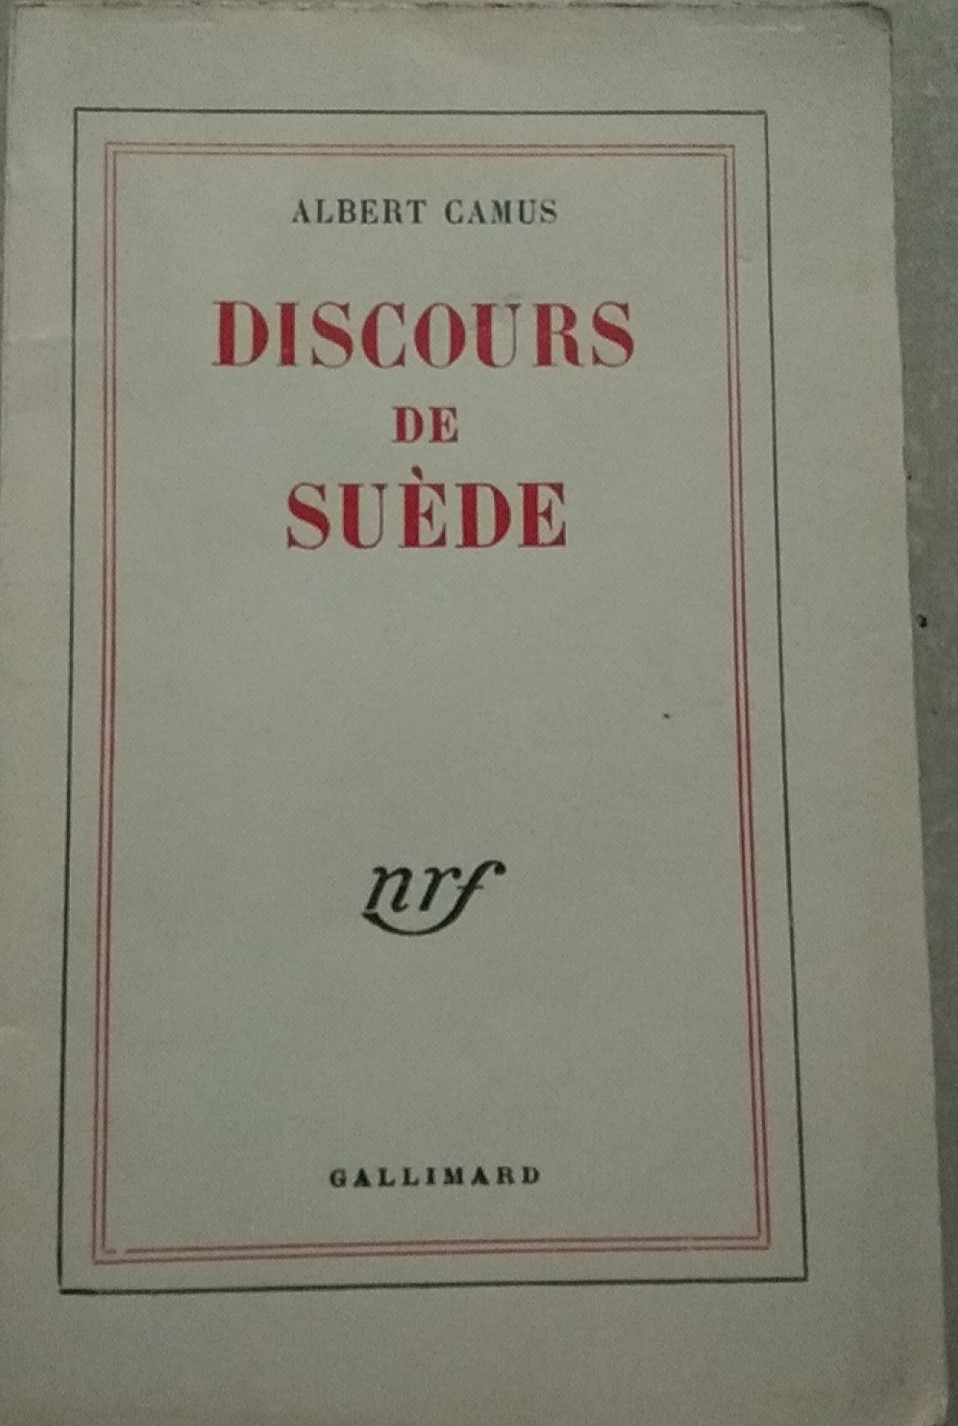 ALBERT CAMUS
DISCOURS
DE
SUÈDE
nrf
GALLIMARD